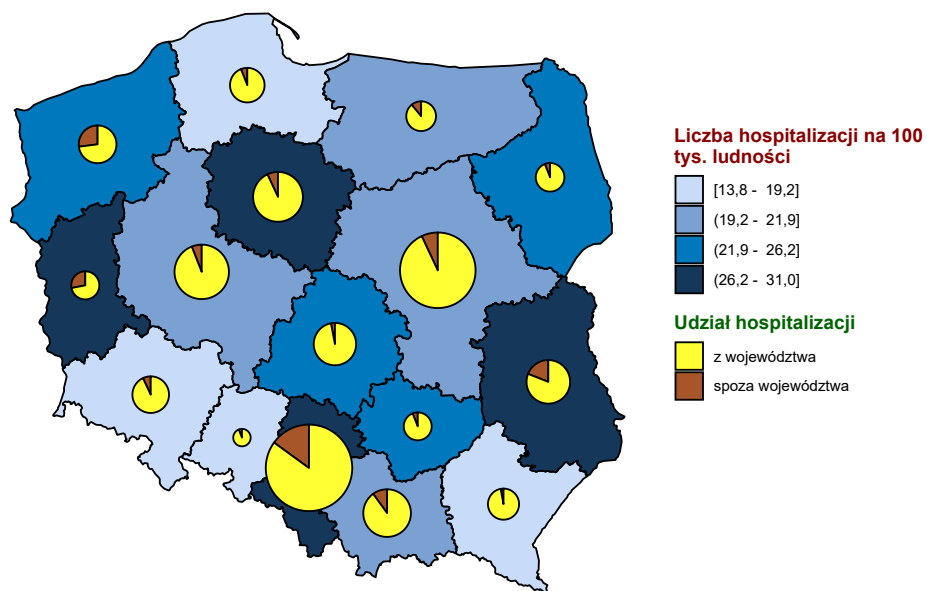 Liczba hospitalizacji na 100
tys. ludności
[13,8 - 19,2]
(19,2 - 21,9]
(21,9 - 26,2]
(26,2 - 31,0]
Udział hospitalizacji
z województwa
spoza województwa